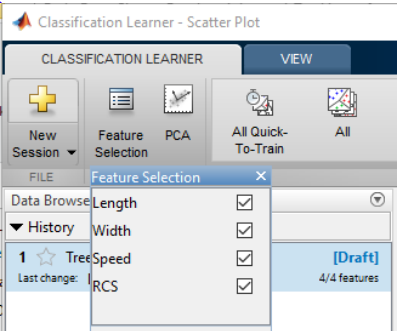 Classification Learner - Scatter Plot
CLASSIFICATION LEARNER
VIEW
New Session
Feature Selection
PCA
All Quick-To-Train
All
FILE
Feature Selection
Data Browse
History
Length
Width
Speed
RCS
1 Tree
[Draft]
Last change:
4/4 features